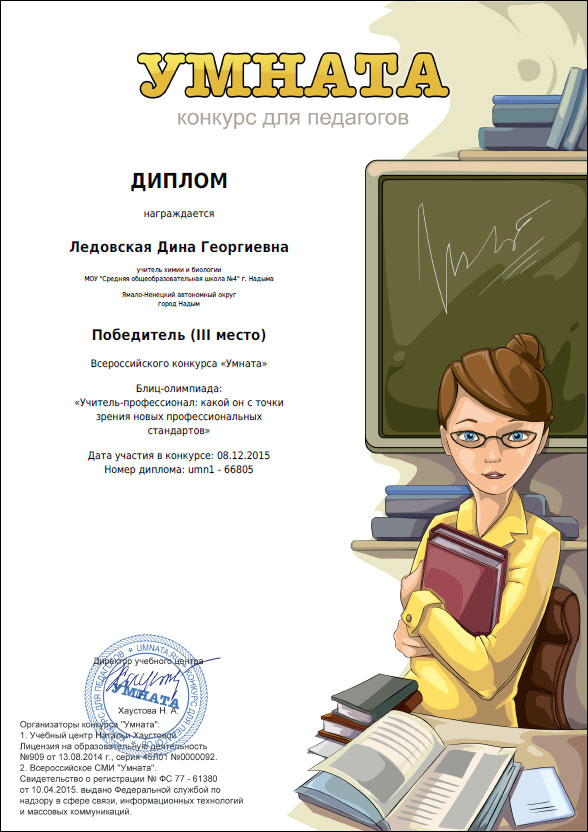 УМНАТА
конкурс для педагогов
ДИПЛОМ
награждается
Ледовская Дина Георгиевна
учитель химии и биологии
МОУ "Средняя общеобразовательная школа №4" г. Надыма
Ямало-Ненецкий автономный округ
город Надым
Победитель (III место)
Всероссийского конкурса «Умната»
Блиц-олимпиада:
«Учитель-профессионал: какой он с точки
зрения новых профессиональных
стандартов»
Дата участия в конкурсе: 08.12.2015
Номер диплома: umn1 - 66805
Директор учебного центра
UMNATA.RU
КОНКУРС ДЛЯ ПЕДАГОГОВ
УМНАТА
Хаустова Н. А.
Организаторы конкурса "Умната":
1. Учебный центр Натальи Хаустовой
Лицензия на образовательную деятельность
№909 от 13.08.2014 г., серия 45Л01 №0000092.
2. Всероссийское СМИ "Умната".
Свидетельство о регистрации № ФС 77 - 61380
от 10.04.2015. выдано Федеральной службой по
надзору в сфере связи, информационных технологий
и массовых коммуникаций.